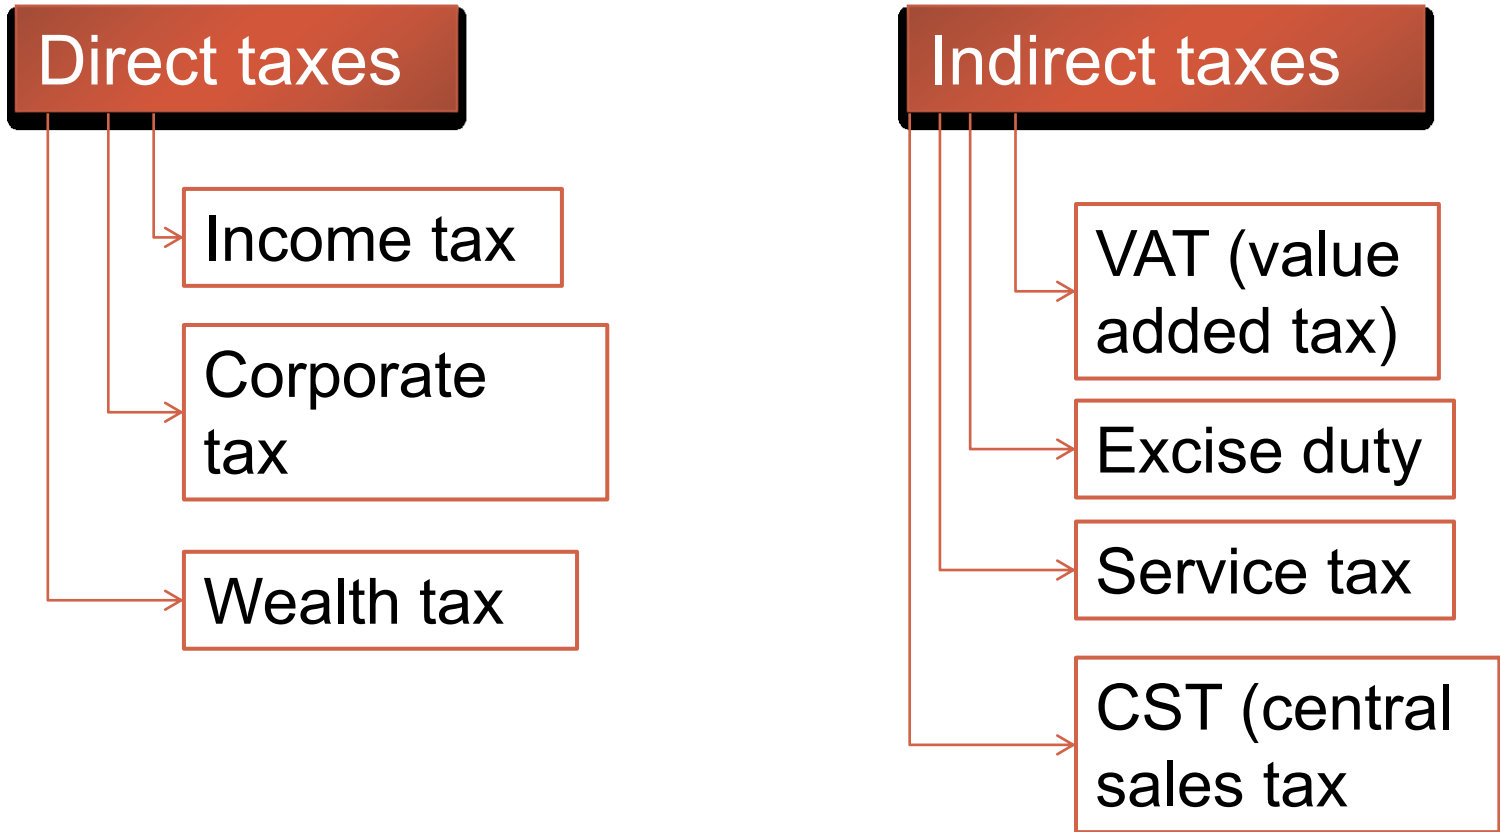 Direct taxes
Income tax
Corporate
tax
Wealth tax
Indirect taxes
VAT (value
added tax)
Excise duty
Service tax
CST (central
sales tax